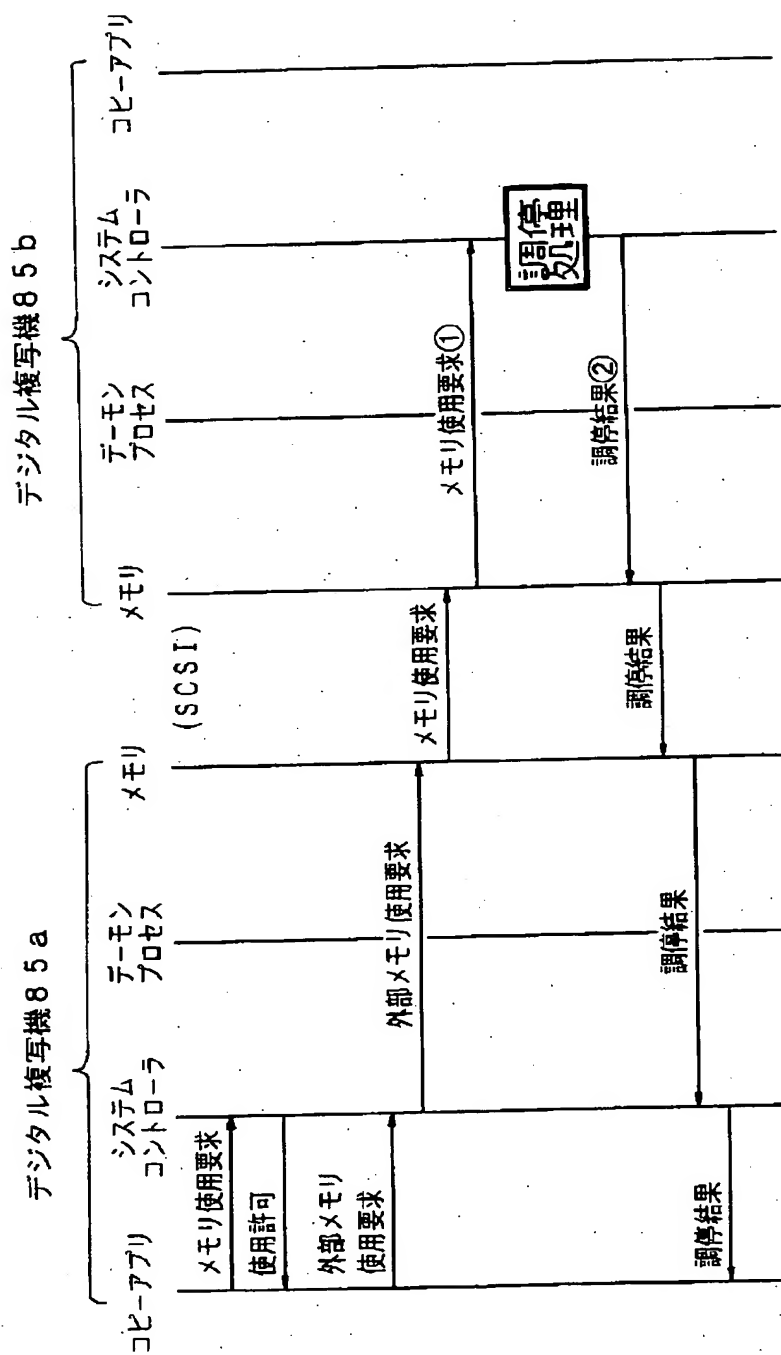 デジタル複写機85a
デジタル複写機85b
コピーアプリ
システム
コントローラ
デーモン
プロセス
メモリ
(SCSI)
メモリ
デーモン
プロセス
システム
コントローラ
コピーアプリ
メモリ使用要求
使用許可
外部メモリ
使用要求
外部メモリ使用要求
メモリ使用要求
メモリ使用要求①
調停
処理
調停結果②
調停結果
調停結果
調停結果